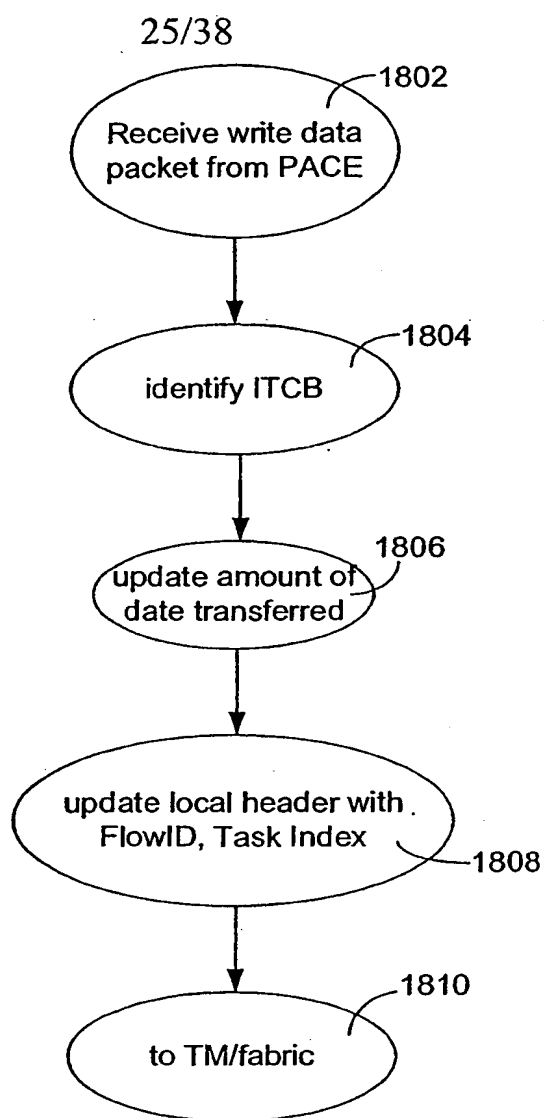 25/38
1802
Receive write data
packet from PACE
1804
identify ITCB
1806
update amount of
date transferred
update local header with
FlowID, Task Index
1808
1810
to TM/fabric